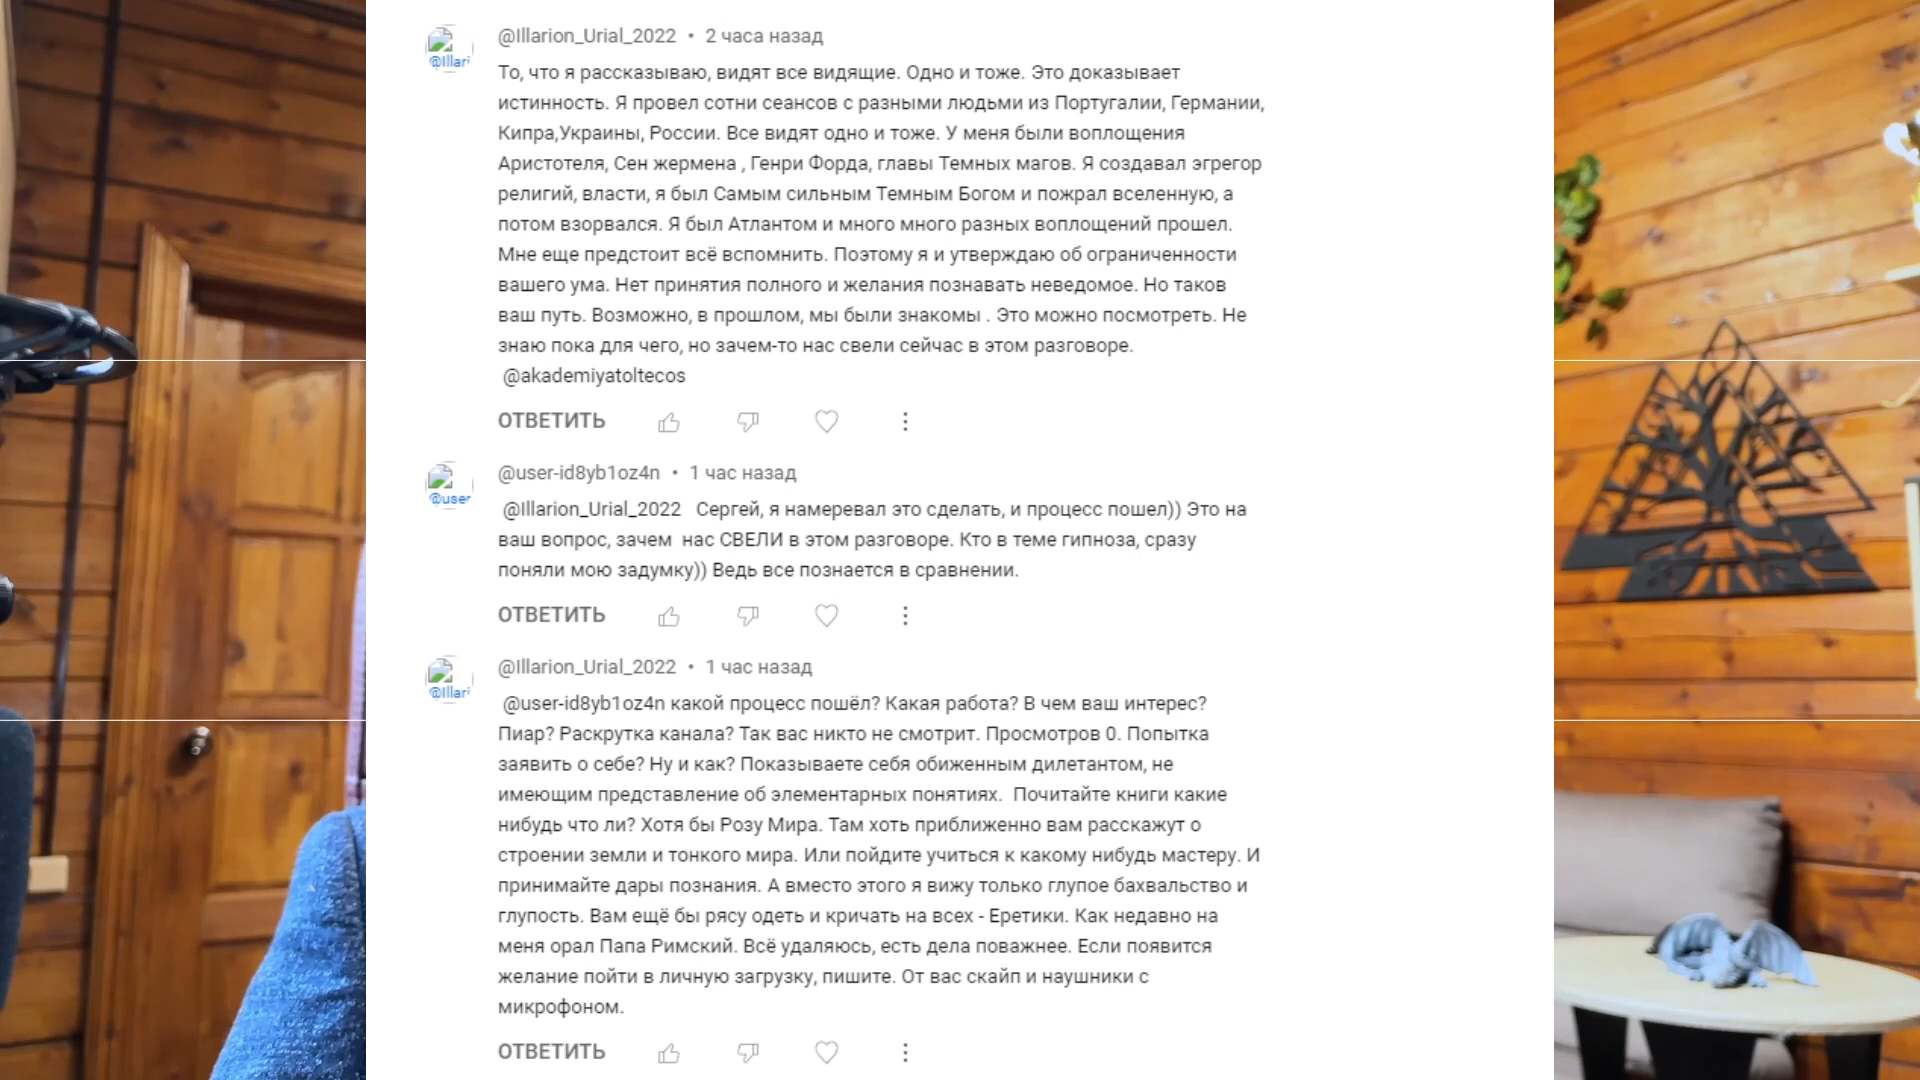 @Illarion_Urial_2022 • 2 часа назад
@Illari
То, что я рассказываю, видят все видящие. Одно и тоже. Это доказывает
истинность. Я провел сотни сеансов с разными людьми из Португалии, Германии,
Кипра,Украины, России. Все видят одно и тоже. У меня были воплощения
Аристотеля, Сен жермена , Генри Форда, главы Темных магов. Я создавал эгрегор
религий, власти, я был Самым сильным Темным Богом и пожрал вселенную, а
потом взорвался. Я был Атлантом и много много разных воплощений прошел.
Мне еще предстоит всё вспомнить. Поэтому я и утверждаю об ограниченности
вашего ума. Нет принятия полного и желания познавать неведомое. Но таков
ваш путь. Возможно, в прошлом, мы были знакомы . Это можно посмотреть. Не
знаю пока для чего, но зачем-то нас свели сейчас в этом разговоре.
@akademiyatoltecos
ОТВЕТИТЬ
@user-id8yb1oz4n • 1 час назад
@user
@Illarion_Urial_2022 Сергей, я намеревал это сделать, и процесс пошел)) Это на
ваш вопрос, зачем нас СВЕЛИ в этом разговоре. Кто в теме гипноза, сразу
поняли мою задумку)) Ведь все познается в сравнении.
ОТВЕТИТЬ
@Illarion_Urial_2022 • 1 час назад
@Illari
@user-id8yb1oz4n какой процесс пошёл? Какая работа? В чем ваш интерес?
Пиар? Раскрутка канала? Так вас никто не смотрит. Просмотров 0. Попытка
заявить о себе? Ну и как? Показываете себя обиженным дилетантом, не
имеющим представление об элементарных понятиях. Почитайте книги какие
нибудь что ли? Хотя бы Розу Мира. Там хоть приближенно вам расскажут о
строении земли и тонкого мира. Или пойдите учиться к какому нибудь мастеру. И
принимайте дары познания. А вместо этого я вижу только глупое бахвальство и
глупость. Вам ещё бы рясу одеть и кричать на всех - Еретики. Как недавно на
меня орал Папа Римский. Всё удаляюсь, есть дела поважнее. Если появится
желание пойти в личную загрузку, пишите. От вас скайп и наушники с
микрофоном.
ОТВЕТИТЬ